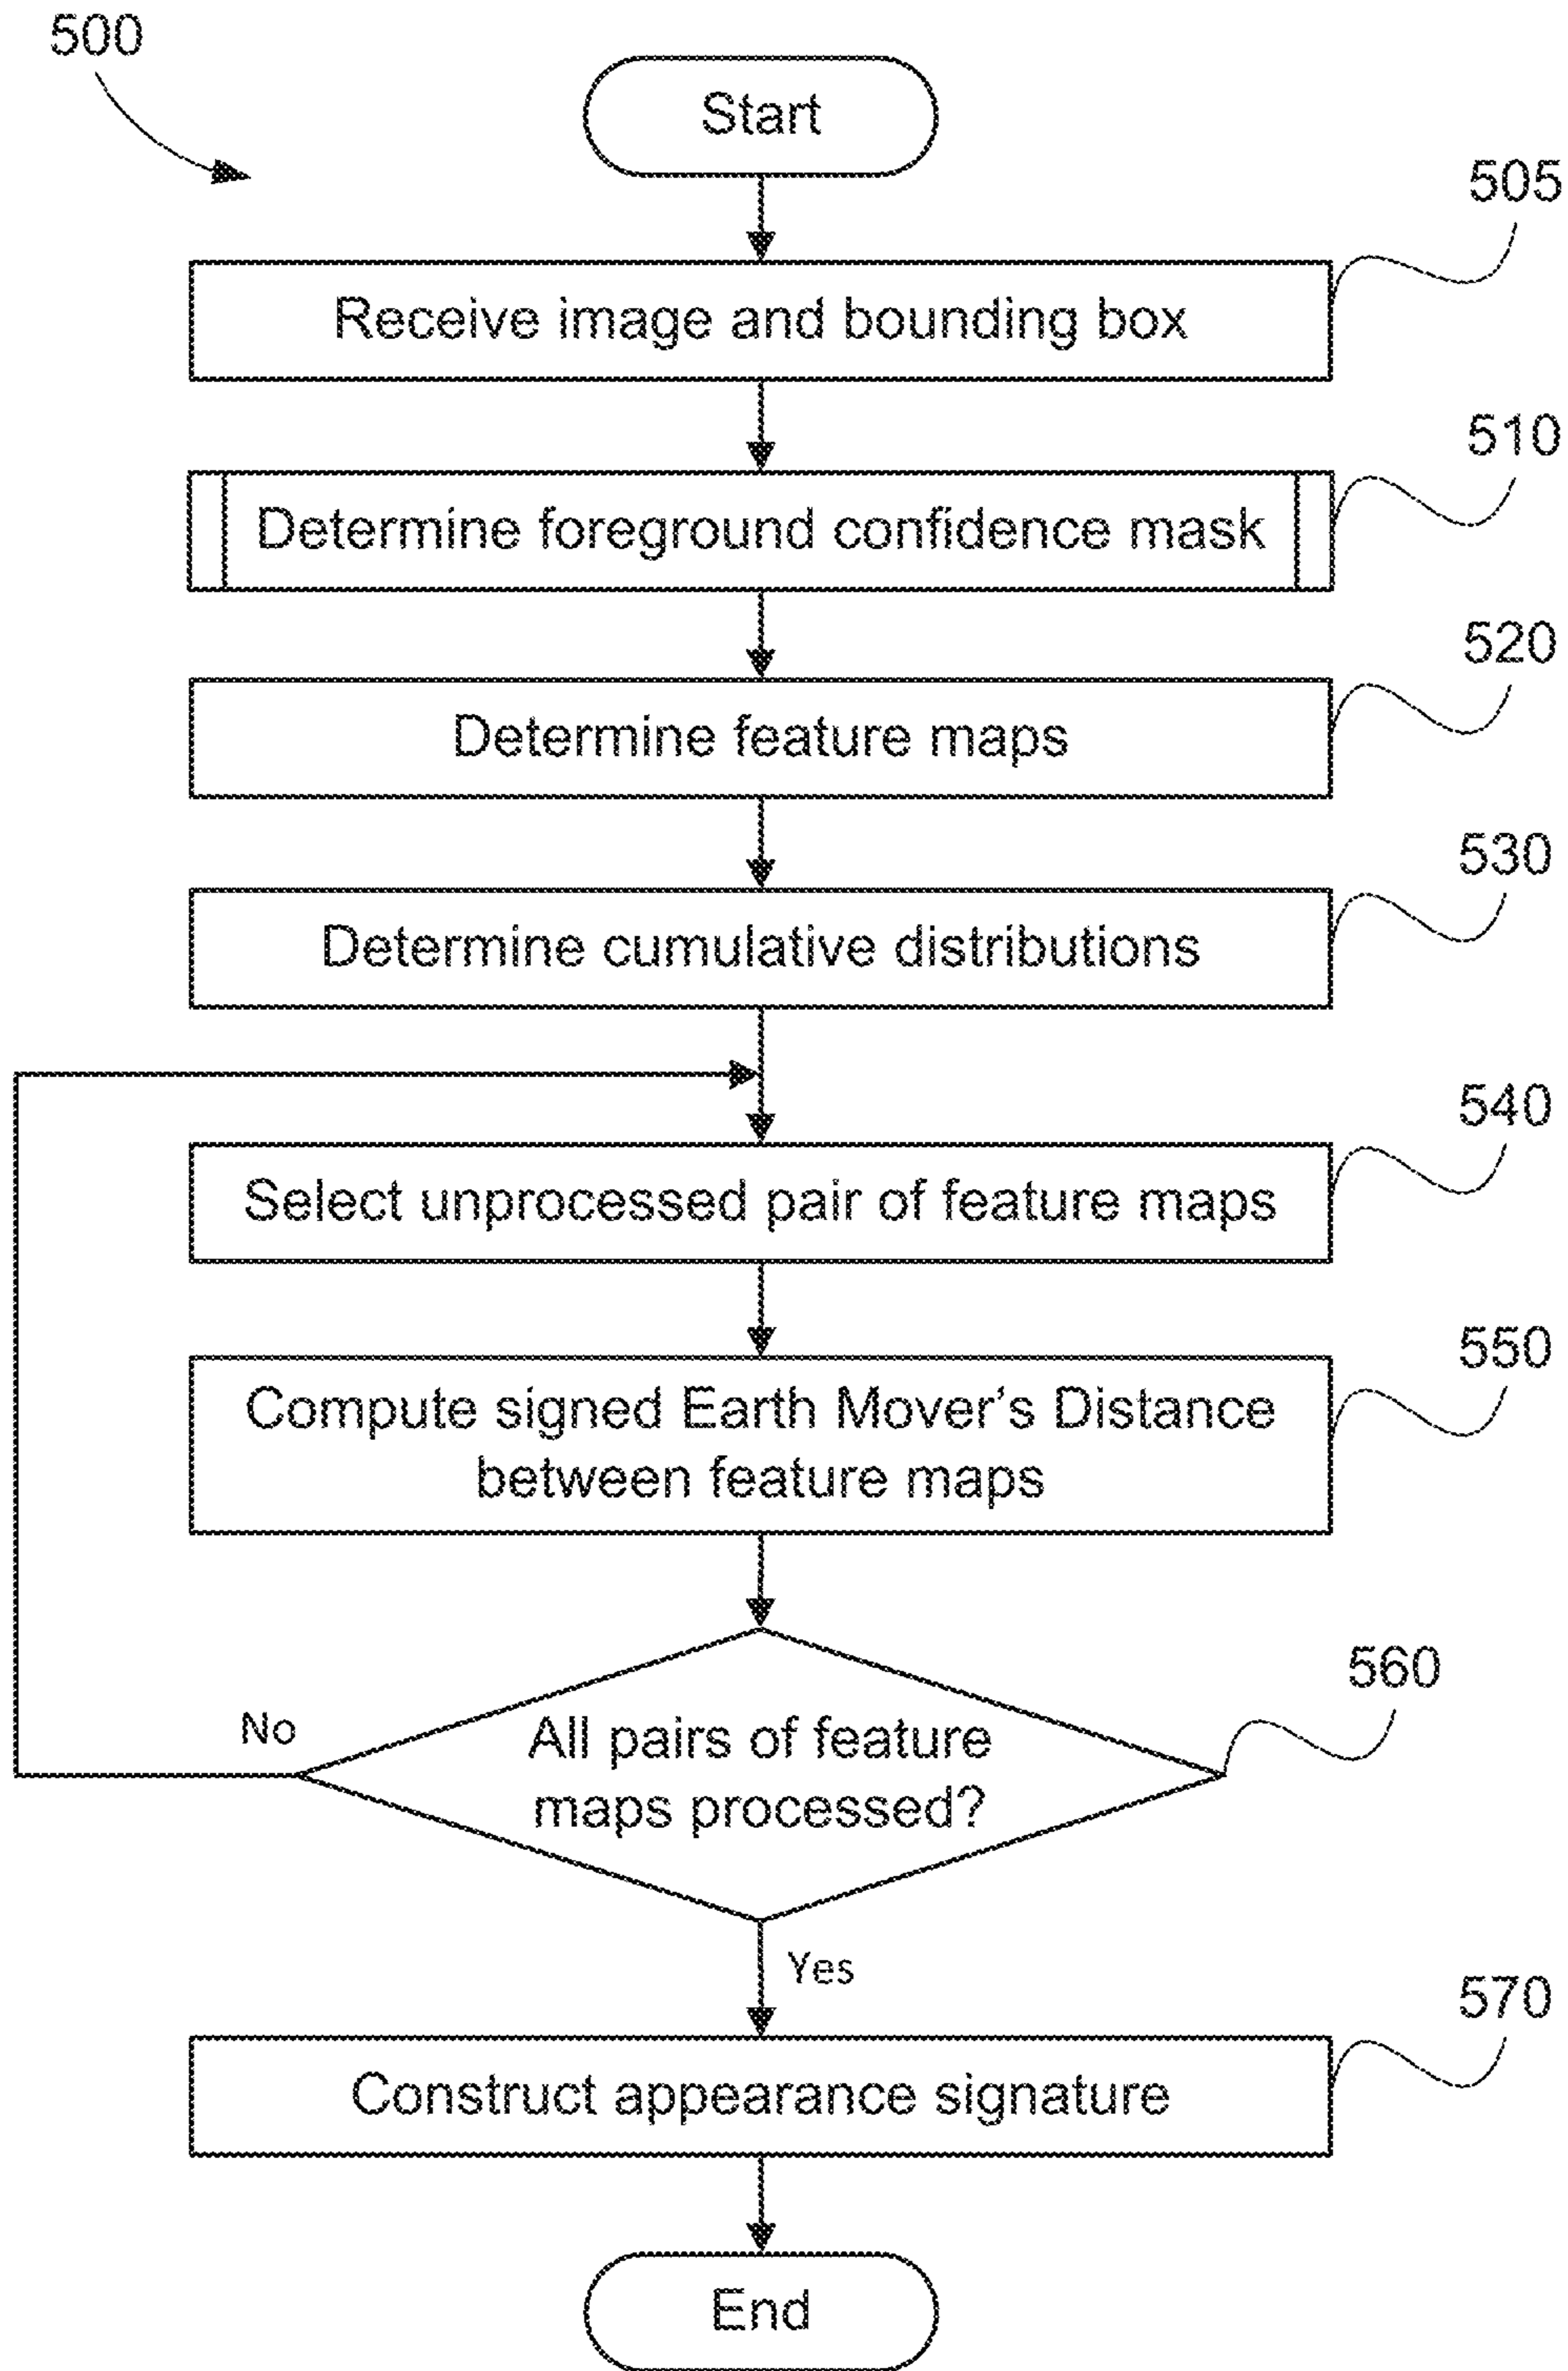 500
Start
505
Receive image and bounding box
510
Determine foreground confidence mask
520
Determine feature maps
530
Determine cumulative distributions
540
Select unprocessed pair of feature maps
550
Compute signed Earth Mover's Distance
between feature maps
560
No
All pairs of feature
maps processed?
Yes
570
Construct appearance signature
End